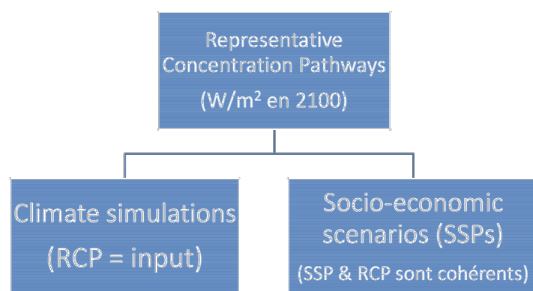 Representative
Concentration Pathways
(W/m² en 2100)
Climate simulations
(RCP = input)
Socio-economic
scenarios (SSPs)
(SSP & RCP sont cohérents)